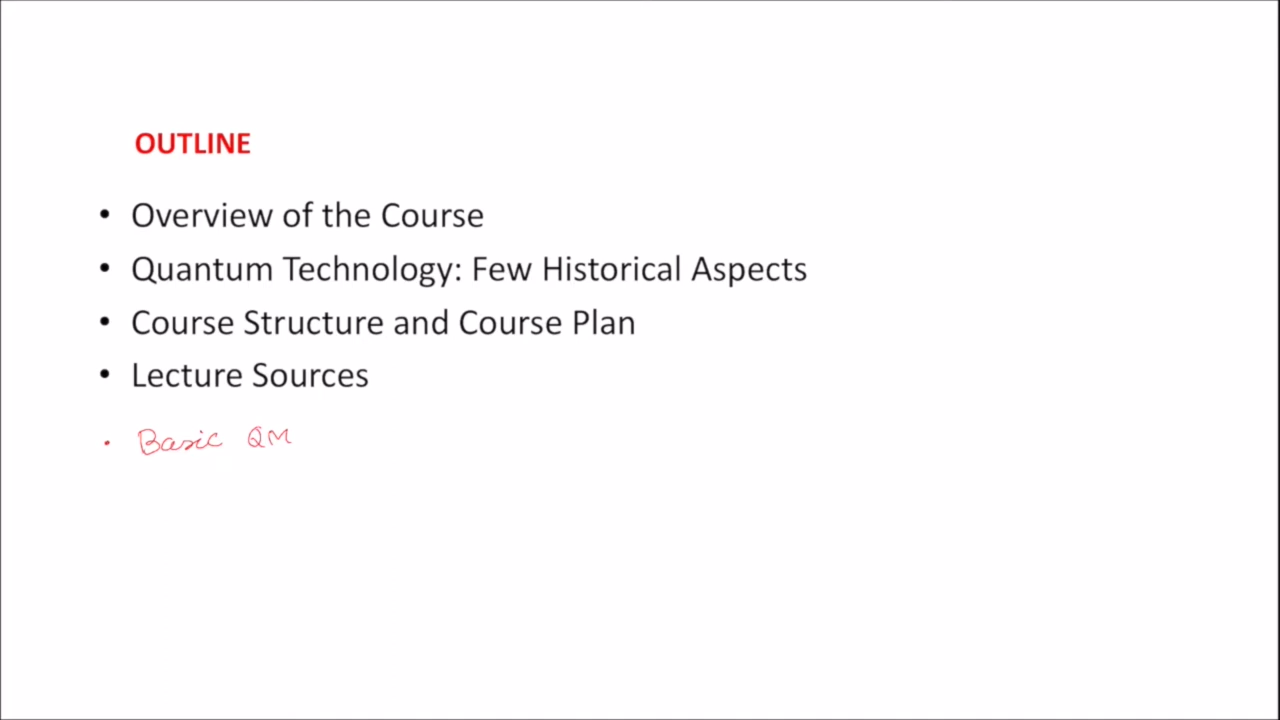 OUTLINE
• Overview of the Course
• Quantum Technology: Few Historical Aspects
• Course Structure and Course Plan
• Lecture Sources
• Basic QM